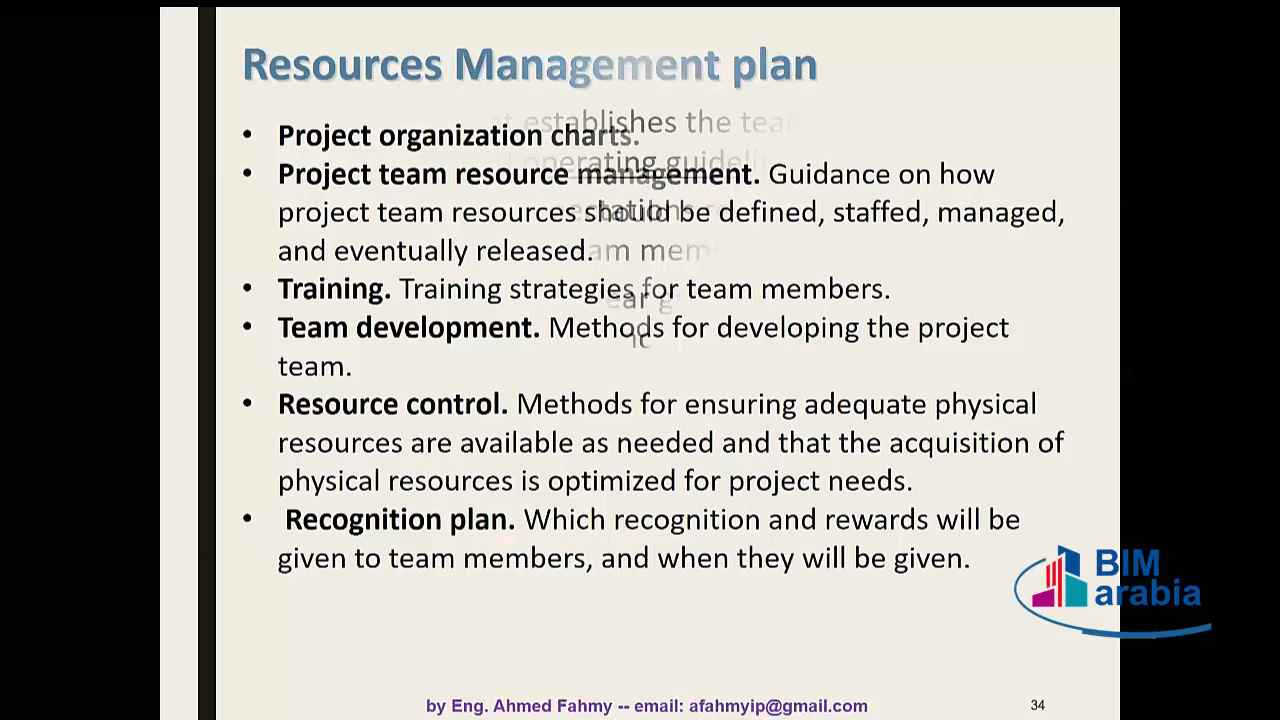 Resources Management plan
• Project organization charts.
• Project team resource management. Guidance on how
project team resources should be defined, staffed, managed,
and eventually released.
• Training. Training strategies for team members.
• Team development. Methods for developing the project
team.
• Resource control. Methods for ensuring adequate physical
resources are available as needed and that the acquisition of
physical resources is optimized for project needs.
• Recognition plan. Which recognition and rewards will be
given to team members, and when they will be given.
establishes the
operating
BIM
arabia
by Eng. Ahmed Fahmy -- email: afahmyip@gmail.com
34